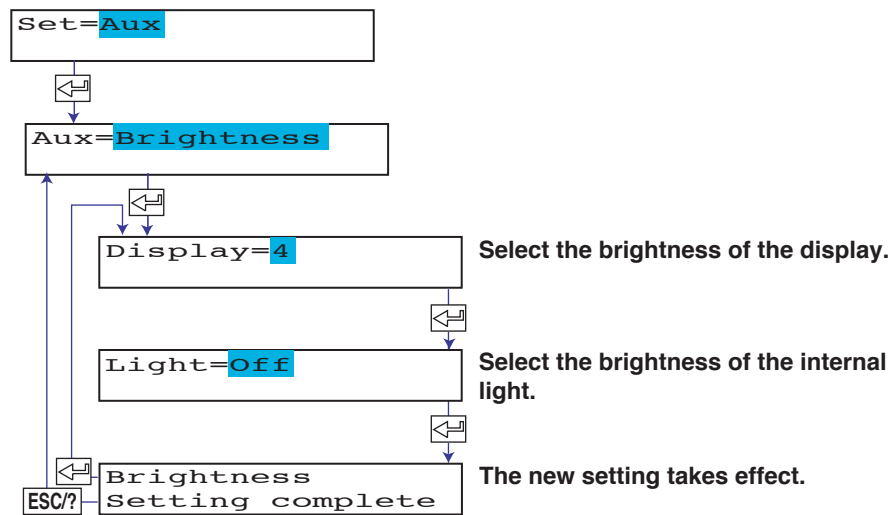 Set=Aux
Aux=Brightness
Display=4
Select the brightness of the display.
Light=Off
Select the brightness of the internal
light.
Brightness
Setting complete
The new setting takes effect.
ESC/?